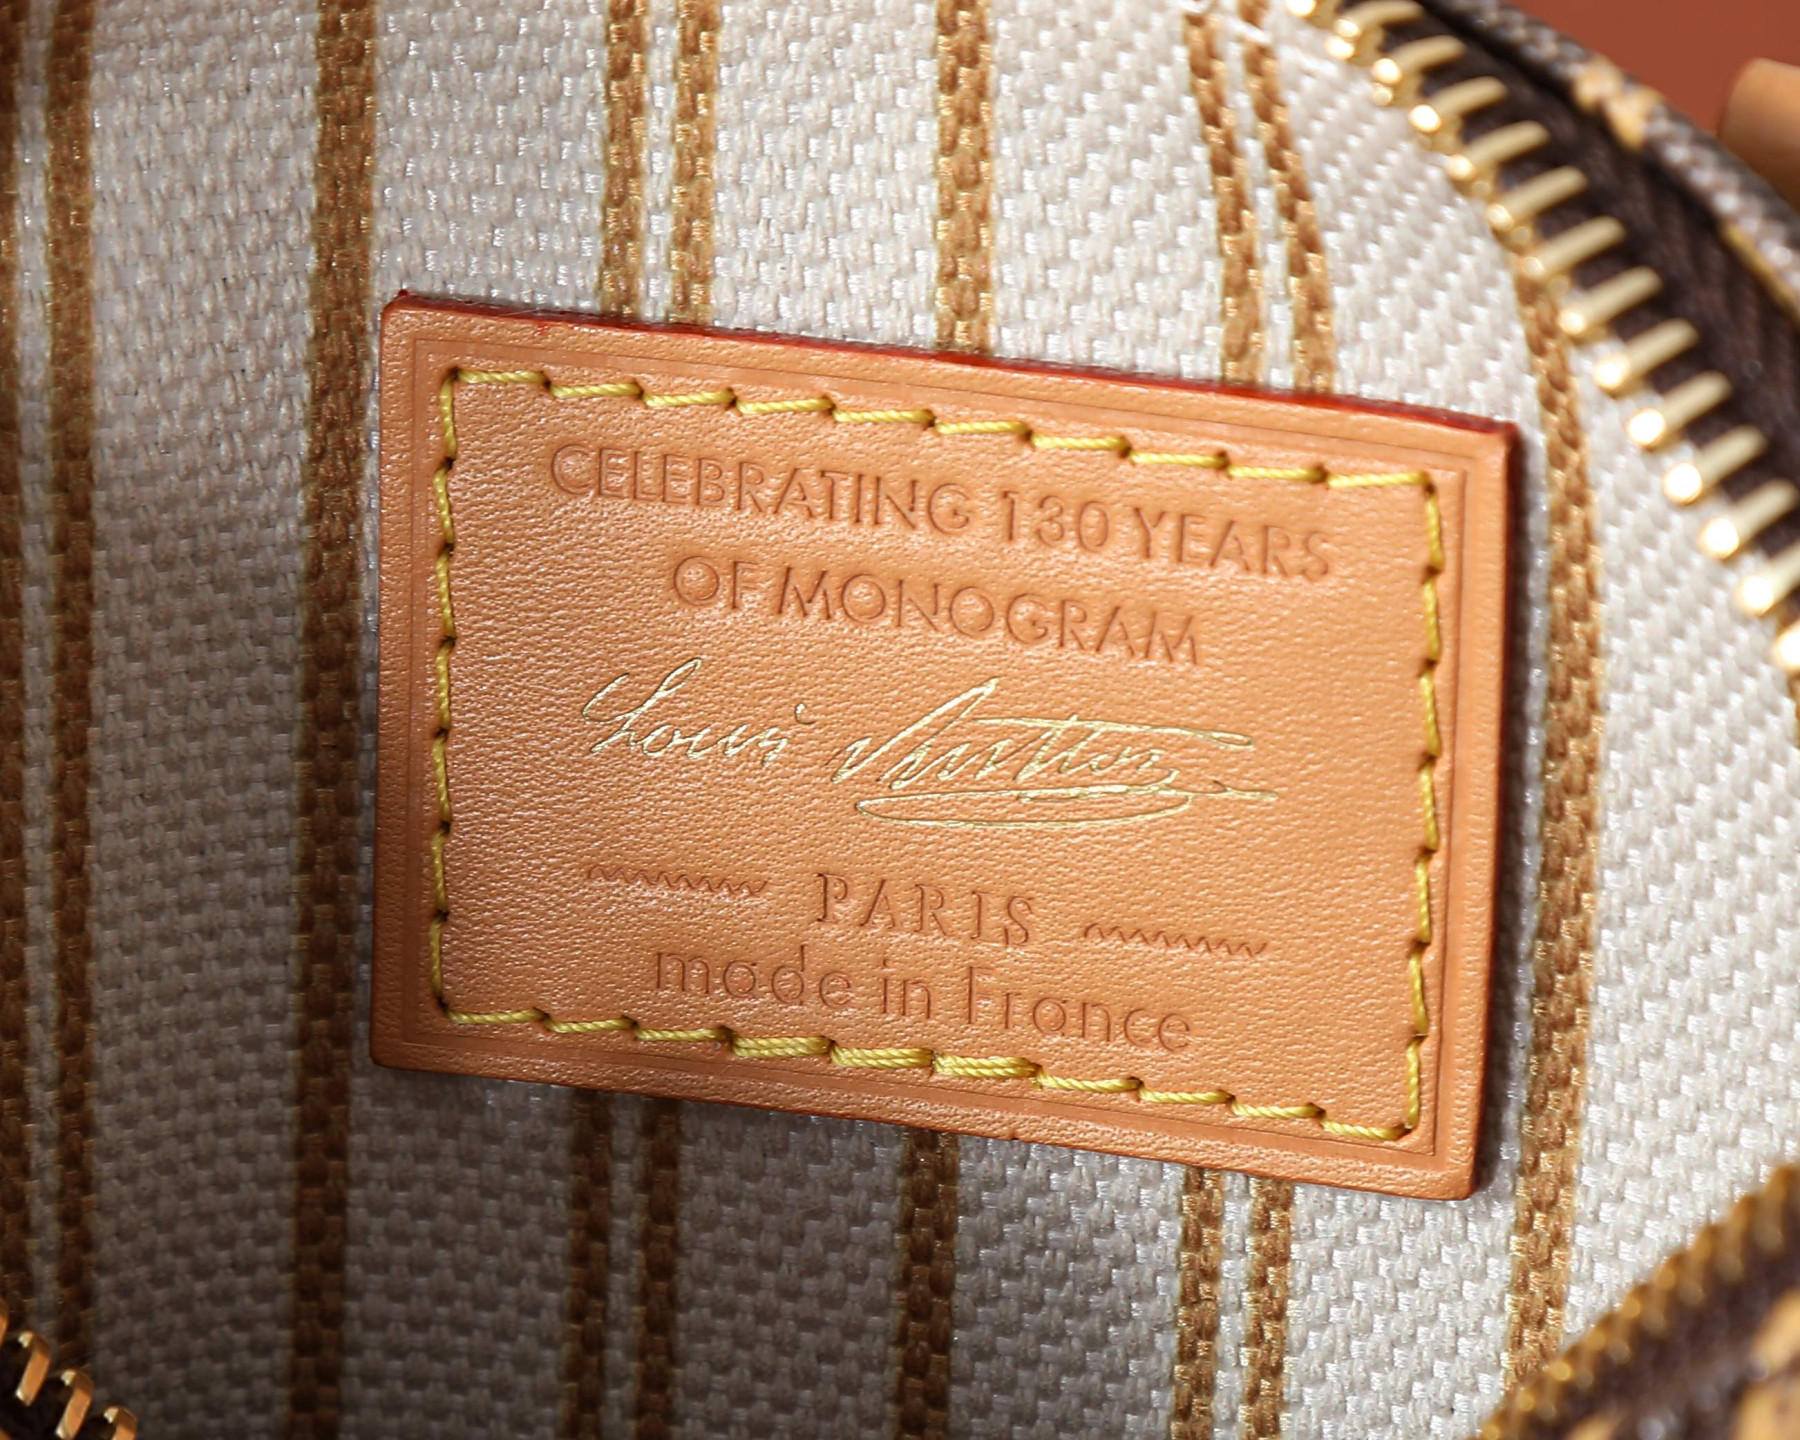 CELEBRATING 130 YEARS
OF MONOGRAM
Louis Vuitton
PARIS
made in France